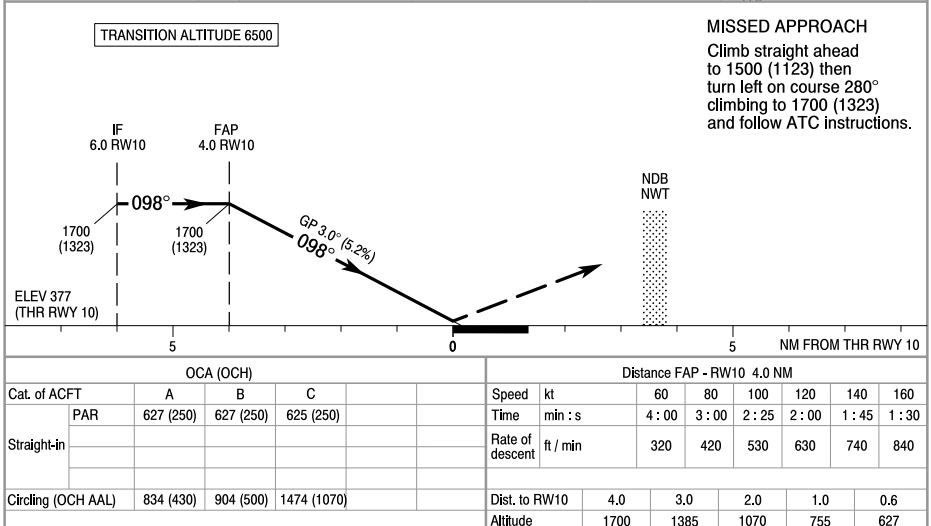 TRANSITION ALTITUDE 6500
MISSED APPROACH
Climb straight ahead
to 1500 (1123) then
turn left on course 280°
climbing to 1700 (1323)
and follow ATC instructions.
IF
6.0 RW10
FAP
4.0 RW10
NDB
NWT
098°
1700
(1323)
1700
(1323)
GP 3.0° (5.2%)
098°
ELEV 377
(THR RWY 10)
5 0 5 NM FROM THR RWY 10
OCA (OCH)
Cat. of ACFT A B C
Straight-in
PAR 627 (250) 627 (250) 625 (250)
Circling (OCH AAL) 834 (430) 904 (500) 1474 (1070)
Distance FAP - RW10 4.0 NM
Speed kt 60 80 100 120 140 160
Time min : s 4 : 00 3 : 00 2 : 25 2 : 00 1 : 45 1 : 30
Rate of
descent ft / min 320 420 530 630 740 840
Dist. to RW10 4.0 3.0 2.0 1.0 0.6
Altitude 1700 1385 1070 755 627